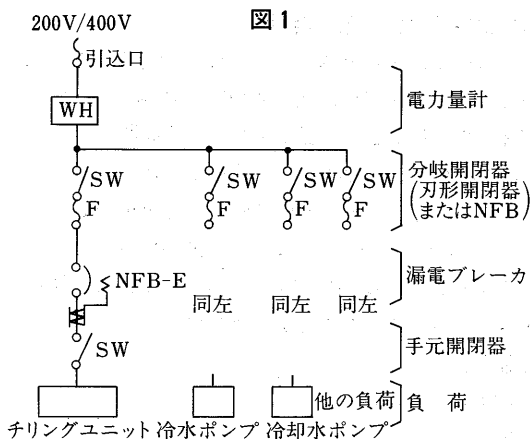 図1
200V/400V
引込口
WH
電力量計
SW
SW
SW
SW
F
F
F
F
分岐開閉器
(刃形開閉器
またはNFB)
NFB-E
漏電ブレーカ
同左
同左
同左
SW
手元開閉器
他の負荷
負荷
チリングユニット
冷水ポンプ
冷却水ポンプ